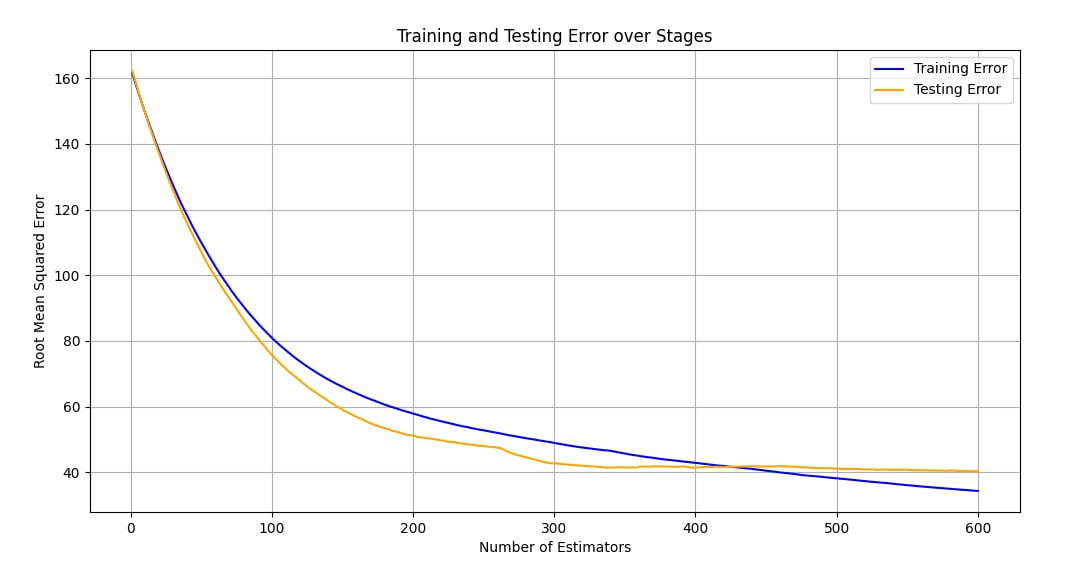 Training and Testing Error over Stages
Training Error
Testing Error
Root Mean Squared Error
160
140
120
100
80
60
40
0 100 200 300 400 500 600
Number of Estimators